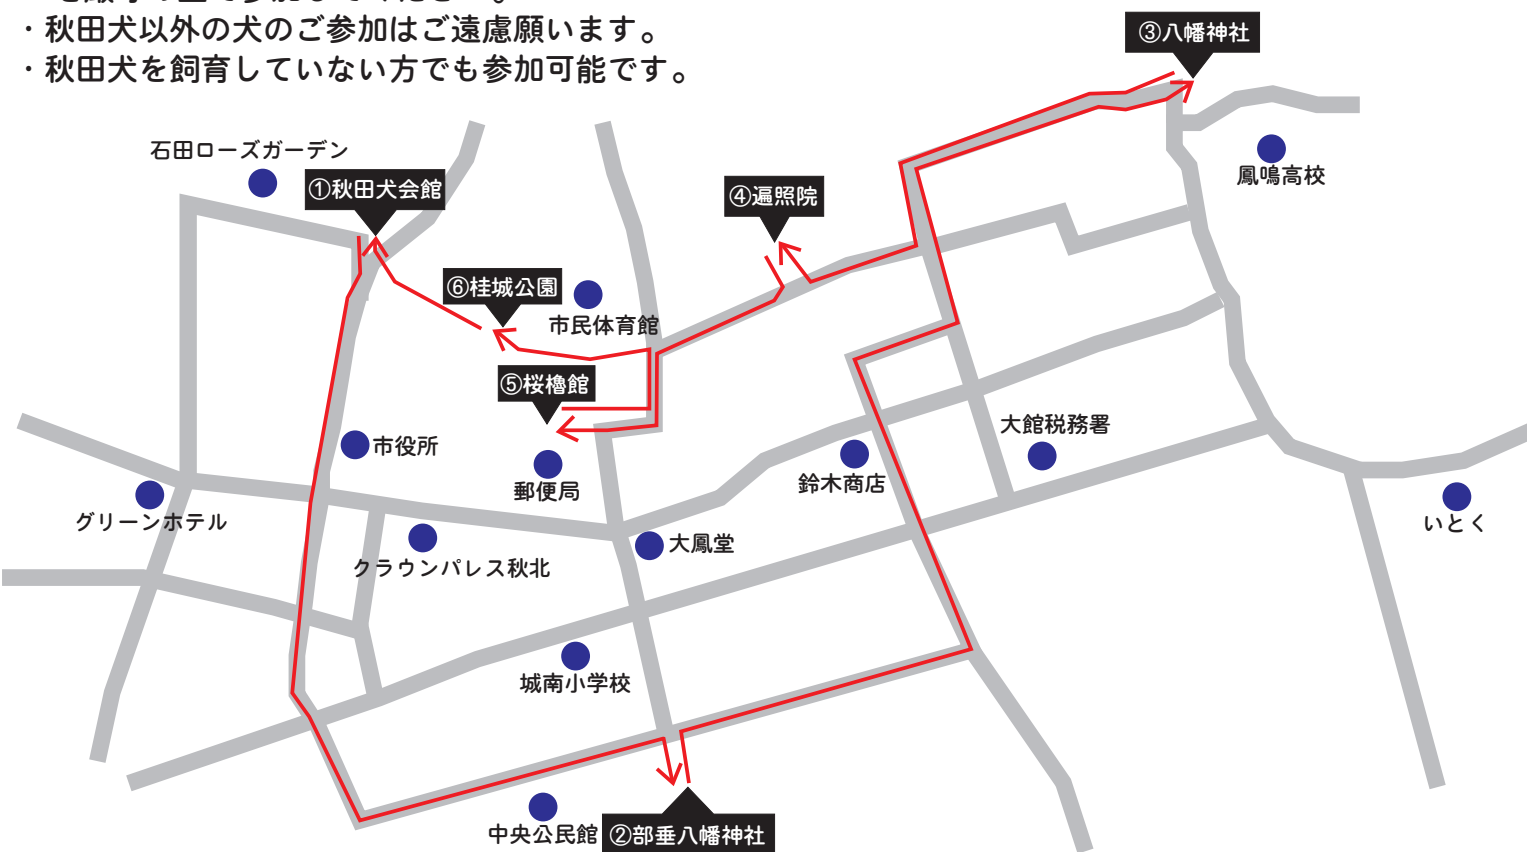 ・秋田犬以外の犬のご参加はご遠慮願います。
・秋田犬を飼育していない方でも参加可能です。
③八幡神社
石田ローズガーデン
①秋田犬会館
④遍照院
鳳鳴高校
⑥桂城公園
市民体育館
⑤桜櫓館
市役所
大館税務署
郵便局
鈴木商店
グリーンホテル
いとく
大鳳堂
クラウンパレス秋北
城南小学校
中央公民館
②部垂八幡神社